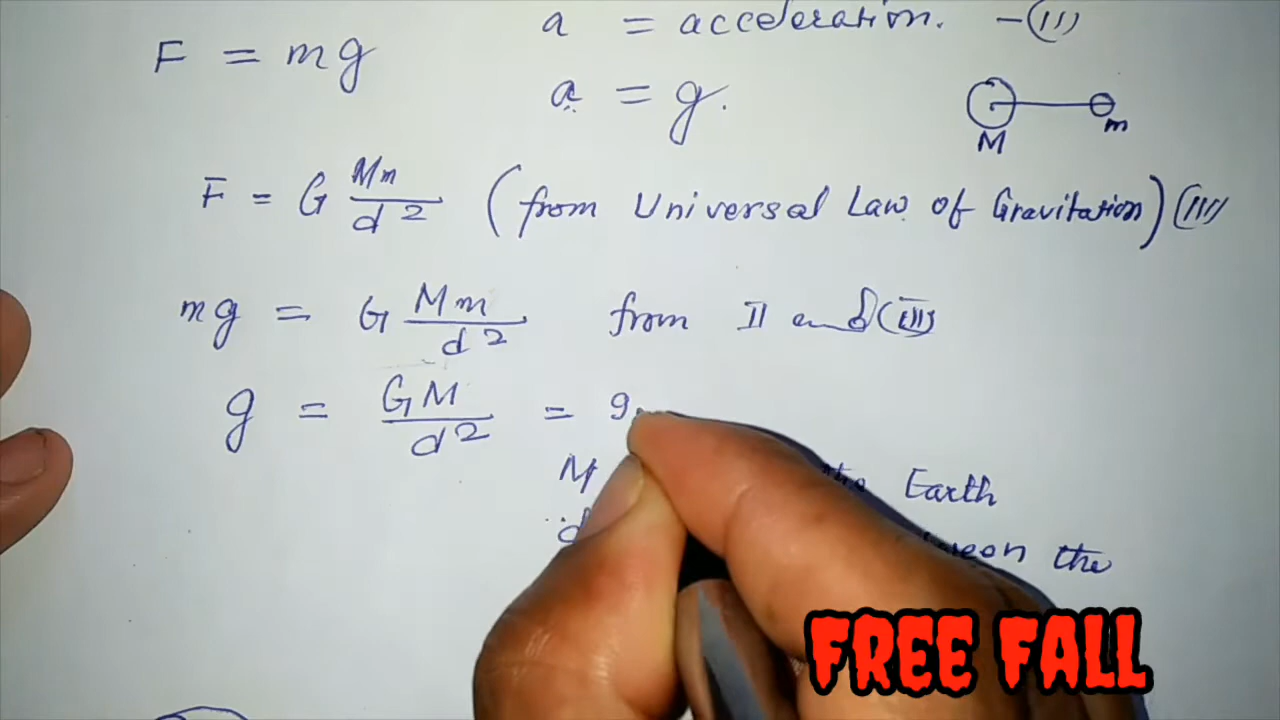 a = acceleration. -(II)
F = mg
a = g.
M m
F = G Mm/d² (from Universal Law of Gravitation) (III)
mg = G Mm/d² from II and (III)
g = GM/d² = 9.
M the Earth
d the
FREE FALL